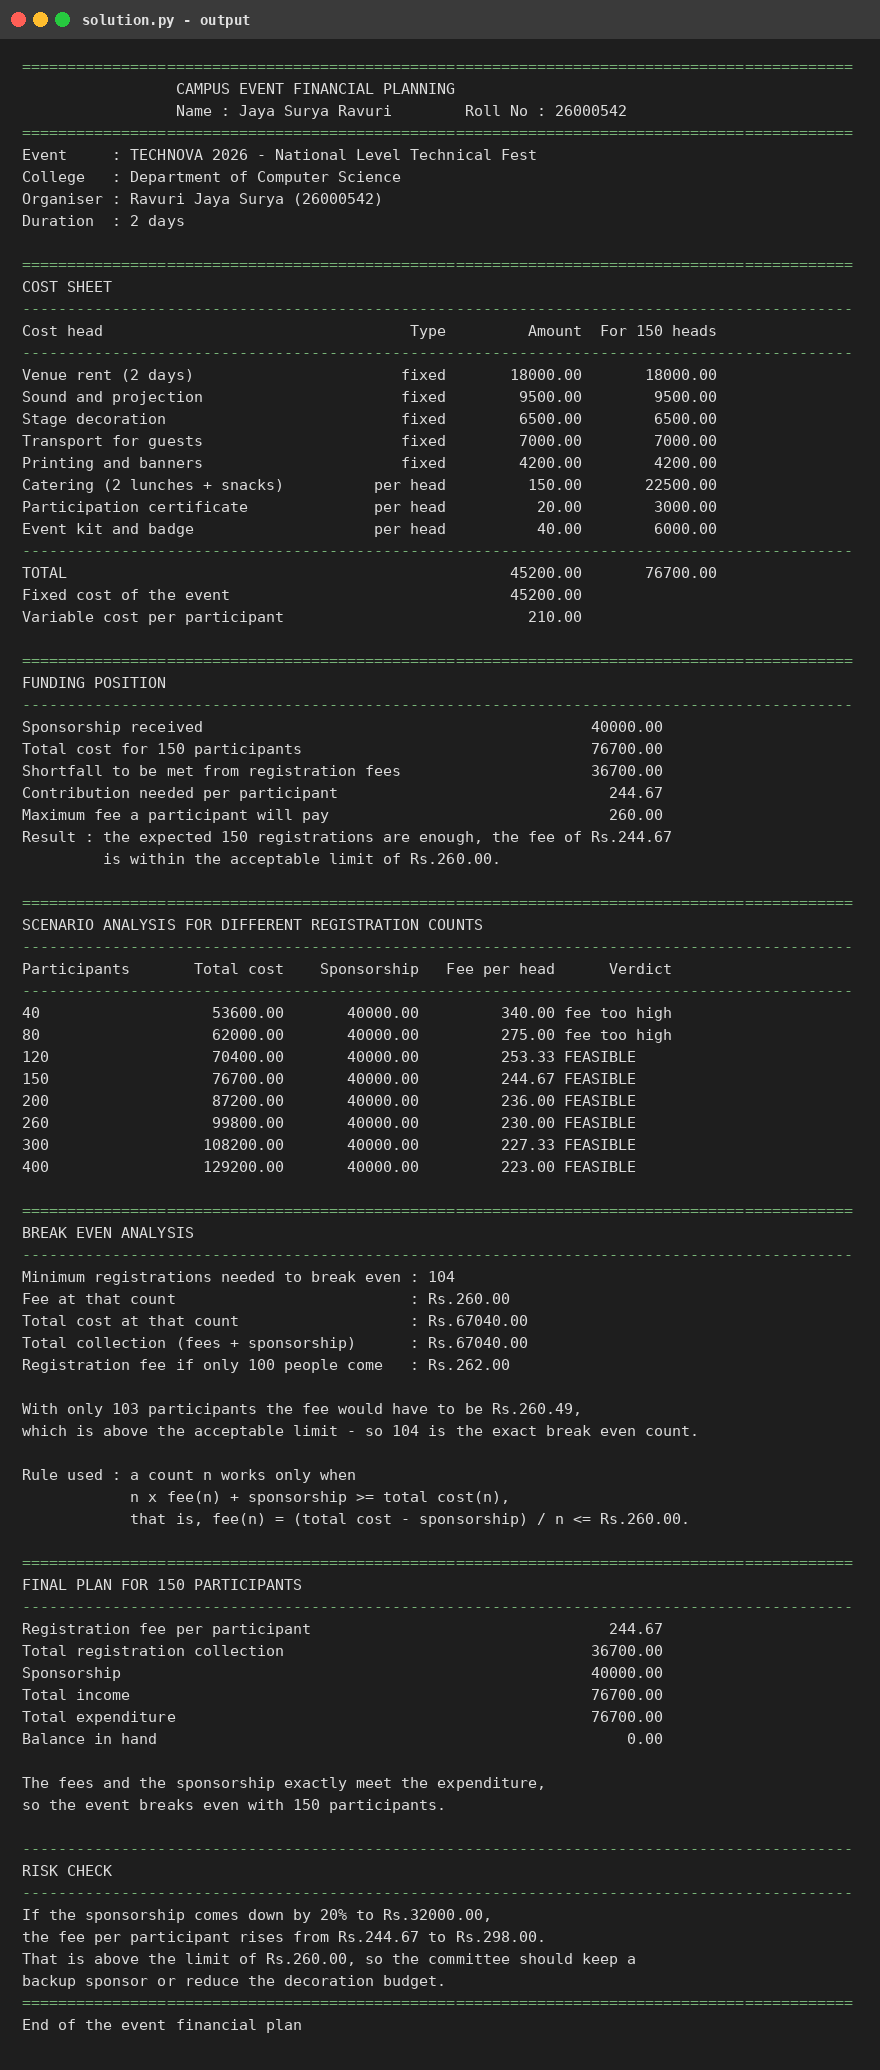 solution.py - output
============================================================================================
                 CAMPUS EVENT FINANCIAL PLANNING
                 Name : Jaya Surya Ravuri        Roll No : 26000542
============================================================================================
Event     : TECHNOVA 2026 - National Level Technical Fest
College   : Department of Computer Science
Organiser : Ravuri Jaya Surya (26000542)
Duration  : 2 days

============================================================================================
COST SHEET
--------------------------------------------------------------------------------------------
Cost head                                  Type         Amount  For 150 heads
--------------------------------------------------------------------------------------------
Venue rent (2 days)                       fixed       18000.00       18000.00
Sound and projection                      fixed        9500.00        9500.00
Stage decoration                          fixed        6500.00        6500.00
Transport for guests                      fixed        7000.00        7000.00
Printing and banners                      fixed        4200.00        4200.00
Catering (2 lunches + snacks)          per head         150.00       22500.00
Participation certificate              per head          20.00        3000.00
Event kit and badge                    per head          40.00        6000.00
--------------------------------------------------------------------------------------------
TOTAL                                                 45200.00       76700.00
Fixed cost of the event                               45200.00
Variable cost per participant                           210.00

============================================================================================
FUNDING POSITION
--------------------------------------------------------------------------------------------
Sponsorship received                                           40000.00
Total cost for 150 participants                                76700.00
Shortfall to be met from registration fees                     36700.00
Contribution needed per participant                              244.67
Maximum fee a participant will pay                               260.00
Result : the expected 150 registrations are enough, the fee of Rs.244.67
         is within the acceptable limit of Rs.260.00.

============================================================================================
SCENARIO ANALYSIS FOR DIFFERENT REGISTRATION COUNTS
--------------------------------------------------------------------------------------------
Participants       Total cost    Sponsorship   Fee per head      Verdict
--------------------------------------------------------------------------------------------
40                   53600.00       40000.00         340.00 fee too high
80                   62000.00       40000.00         275.00 fee too high
120                  70400.00       40000.00         253.33 FEASIBLE
150                  76700.00       40000.00         244.67 FEASIBLE
200                  87200.00       40000.00         236.00 FEASIBLE
260                  99800.00       40000.00         230.00 FEASIBLE
300                 108200.00       40000.00         227.33 FEASIBLE
400                 129200.00       40000.00         223.00 FEASIBLE

============================================================================================
BREAK EVEN ANALYSIS
--------------------------------------------------------------------------------------------
Minimum registrations needed to break even : 104
Fee at that count                          : Rs.260.00
Total cost at that count                   : Rs.67040.00
Total collection (fees + sponsorship)      : Rs.67040.00
Registration fee if only 100 people come   : Rs.262.00

With only 103 participants the fee would have to be Rs.260.49,
which is above the acceptable limit - so 104 is the exact break even count.

Rule used : a count n works only when
            n x fee(n) + sponsorship >= total cost(n),
            that is, fee(n) = (total cost - sponsorship) / n <= Rs.260.00.

============================================================================================
FINAL PLAN FOR 150 PARTICIPANTS
--------------------------------------------------------------------------------------------
Registration fee per participant                                 244.67
Total registration collection                                  36700.00
Sponsorship                                                    40000.00
Total income                                                   76700.00
Total expenditure                                              76700.00
Balance in hand                                                    0.00

The fees and the sponsorship exactly meet the expenditure,
so the event breaks even with 150 participants.

--------------------------------------------------------------------------------------------
RISK CHECK
--------------------------------------------------------------------------------------------
If the sponsorship comes down by 20% to Rs.32000.00,
the fee per participant rises from Rs.244.67 to Rs.298.00.
That is above the limit of Rs.260.00, so the committee should keep a
backup sponsor or reduce the decoration budget.
============================================================================================
End of the event financial plan